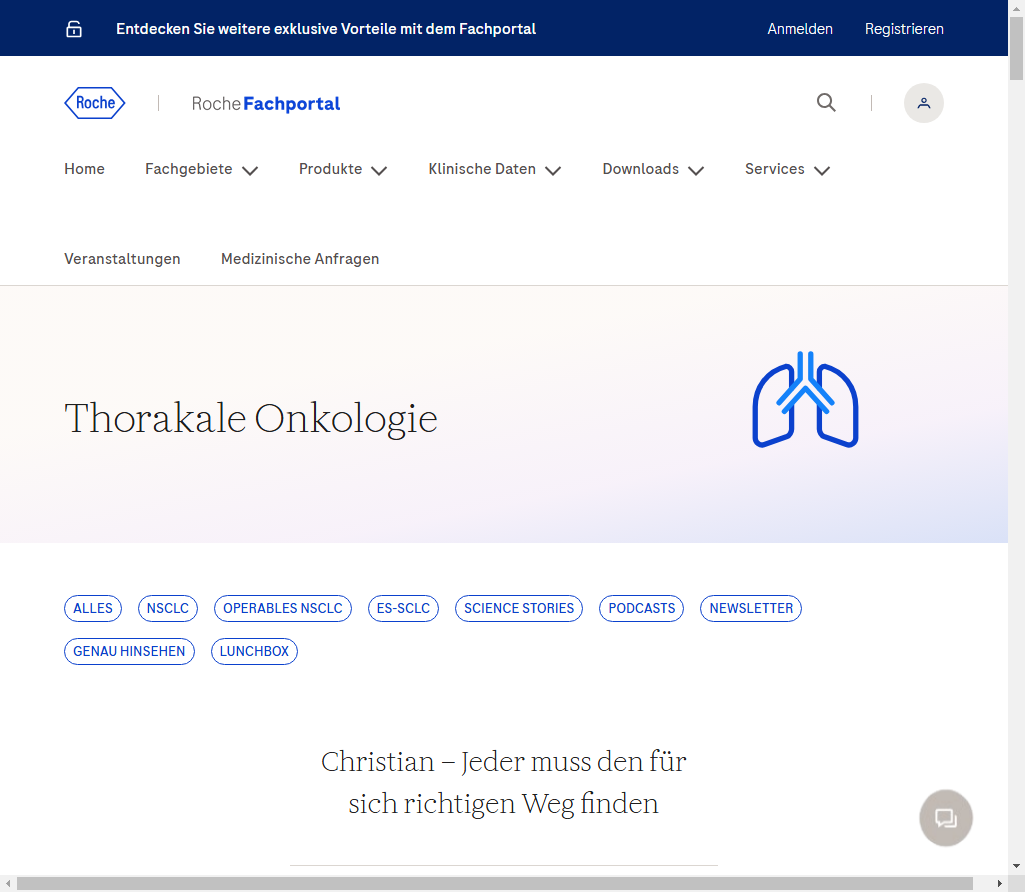 Entdecken Sie weitere exklusive Vorteile mit dem Fachportal
Anmelden
Registrieren
Roche
Roche Fachportal
Home
Fachgebiete
Produkte
Klinische Daten
Downloads
Services
Veranstaltungen
Medizinische Anfragen
Thorakale Onkologie
ALLES
NSCLC
OPERABLES NSCLC
ES-SCLC
SCIENCE STORIES
PODCASTS
NEWSLETTER
GENAU HINSEHEN
LUNCHBOX
Christian – Jeder muss den für
sich richtigen Weg finden